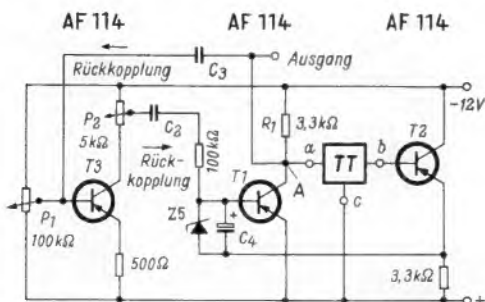 AF 114 AF 114 AF 114
Rückkopplung C3 Ausgang
-12V
P2 5kΩ C2
R1 3,3kΩ
Rück-
kopplung
100kΩ
T3 T1 T2
a TT b
A
c
P1 100kΩ
Z5 + C4
500Ω
3,3kΩ
+